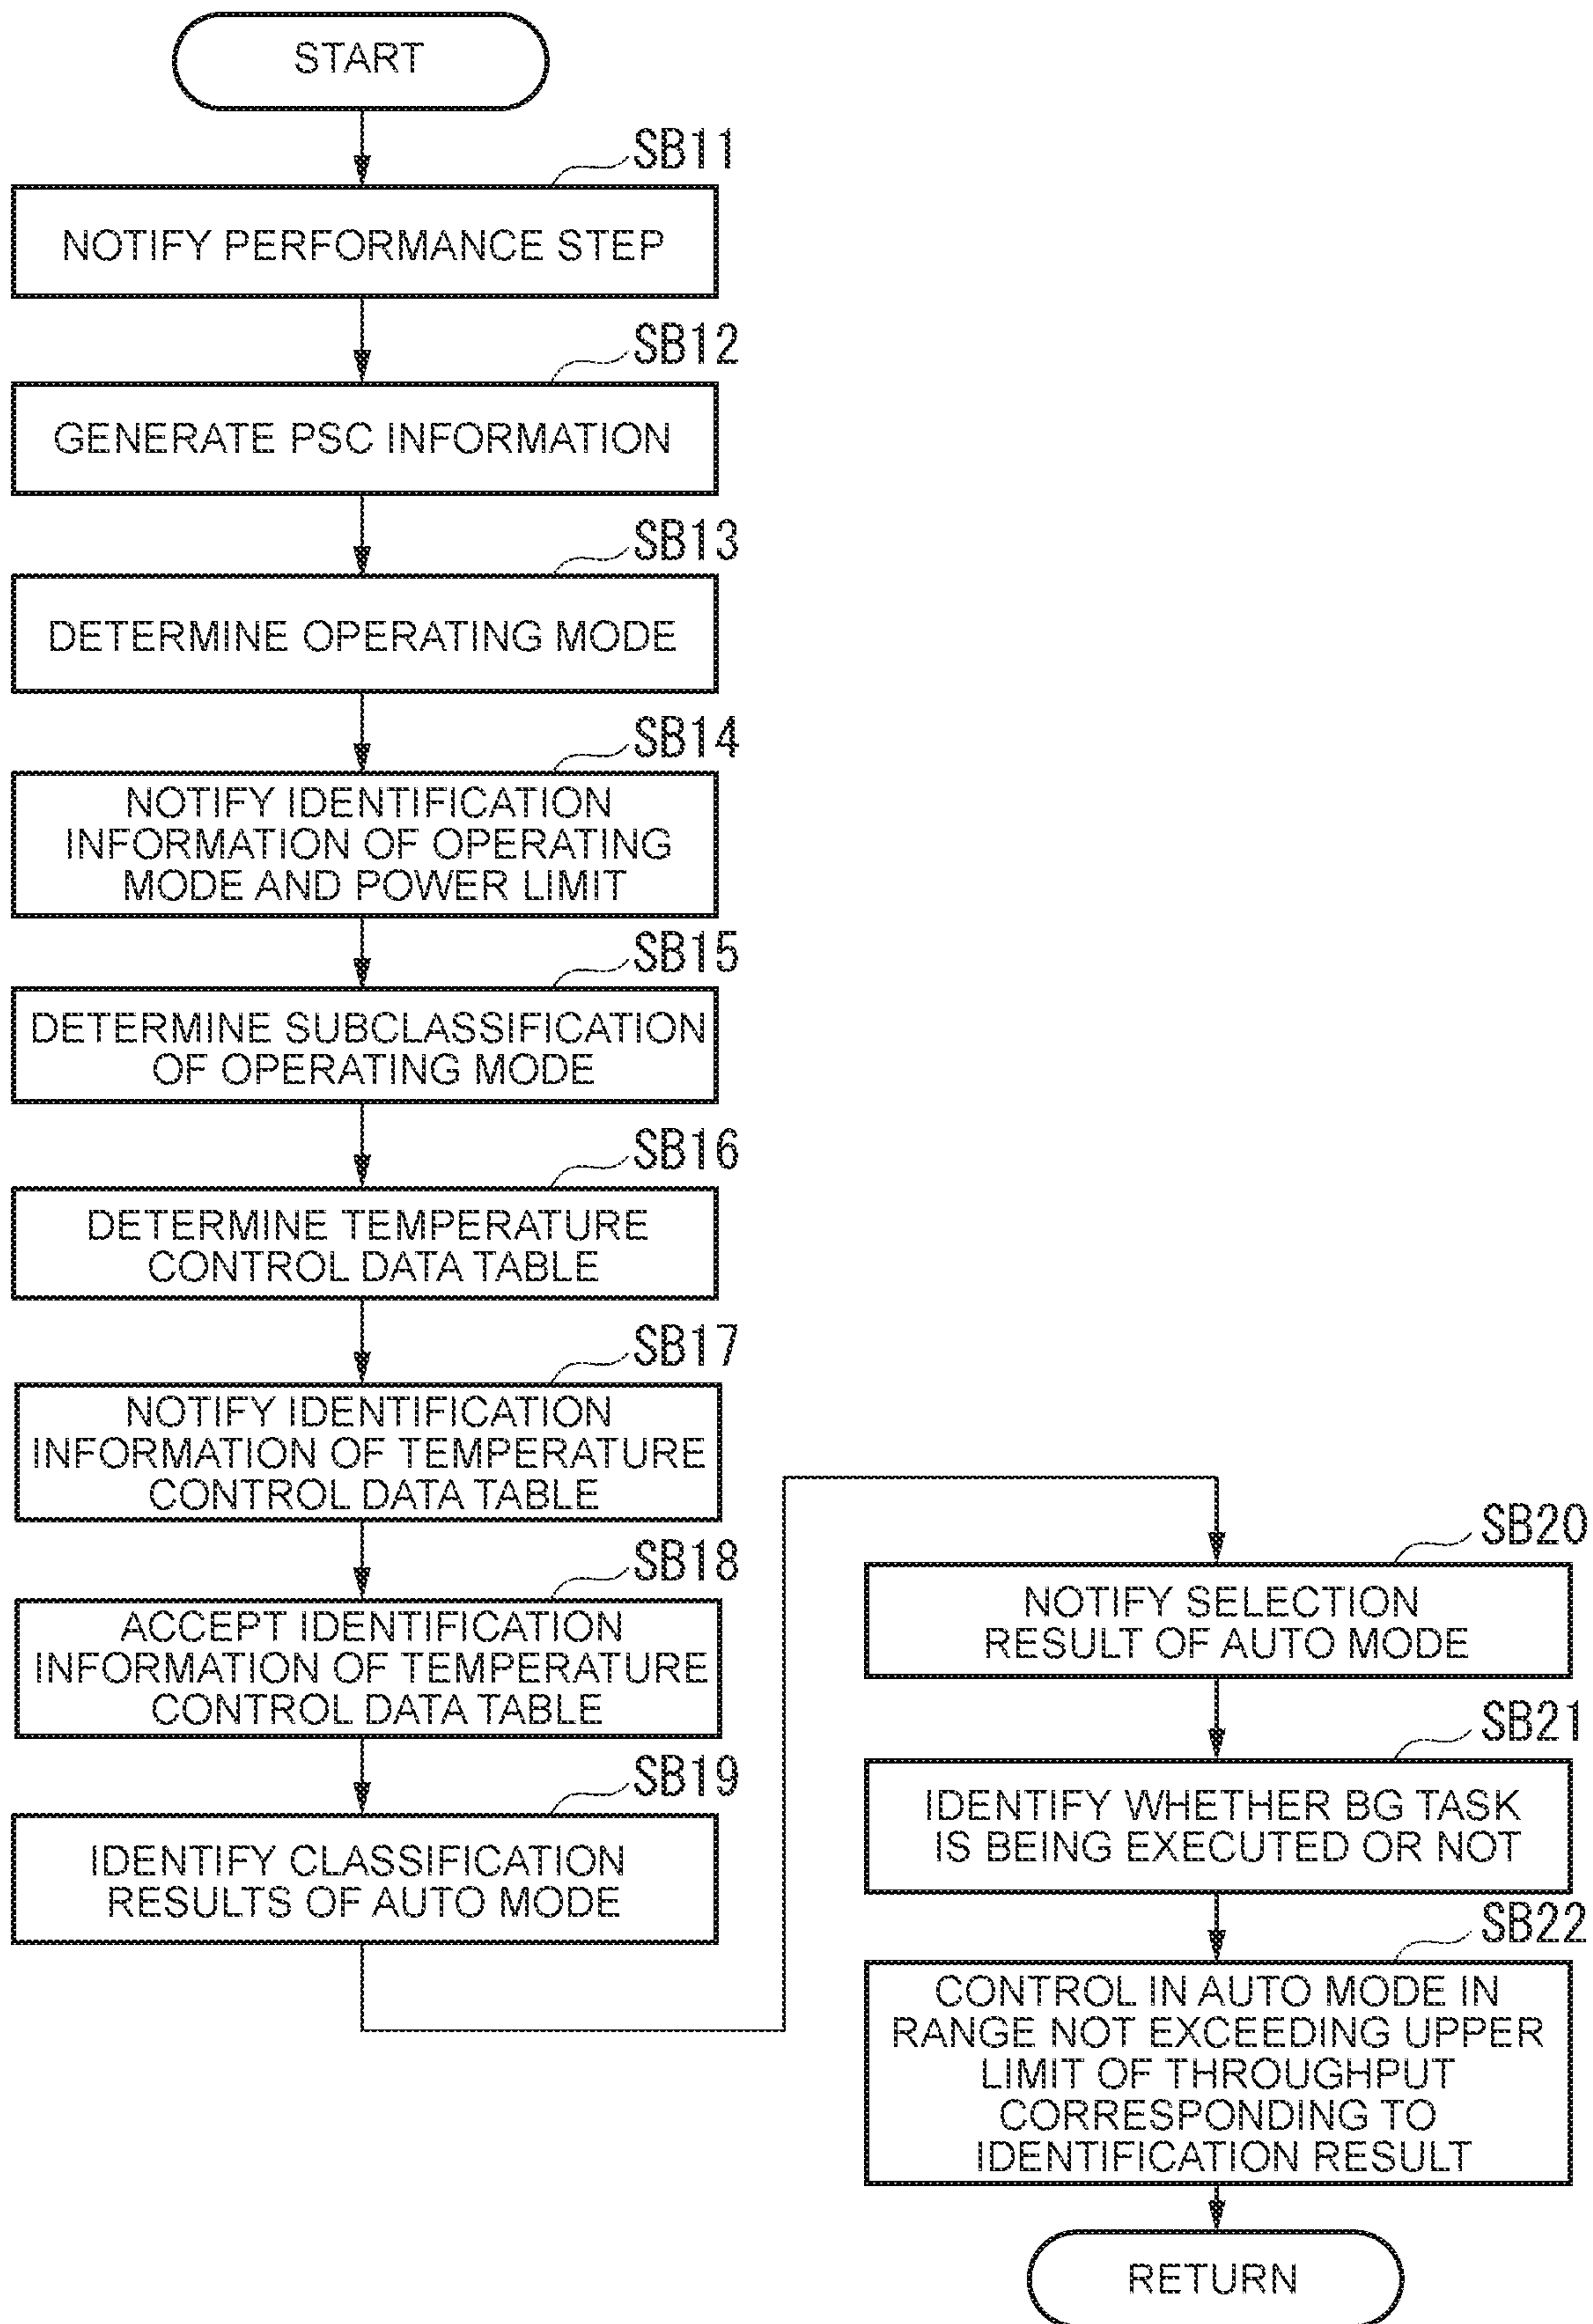 START
SB11
NOTIFY PERFORMANCE STEP
SB12
GENERATE PSC INFORMATION
SB13
DETERMINE OPERATING MODE
SB14
NOTIFY IDENTIFICATION
INFORMATION OF OPERATING
MODE AND POWER LIMIT
SB15
DETERMINE SUBCLASSIFICATION
OF OPERATING MODE
SB16
DETERMINE TEMPERATURE
CONTROL DATA TABLE
SB17
NOTIFY IDENTIFICATION
INFORMATION OF TEMPERATURE
CONTROL DATA TABLE
SB18
ACCEPT IDENTIFICATION
INFORMATION OF TEMPERATURE
CONTROL DATA TABLE
SB19
IDENTIFY CLASSIFICATION
RESULTS OF AUTO MODE
SB20
NOTIFY SELECTION
RESULT OF AUTO MODE
SB21
IDENTIFY WHETHER BG TASK
IS BEING EXECUTED OR NOT
SB22
CONTROL IN AUTO MODE IN
RANGE NOT EXCEEDING UPPER
LIMIT OF THROUGHPUT
CORRESPONDING TO
IDENTIFICATION RESULT
RETURN